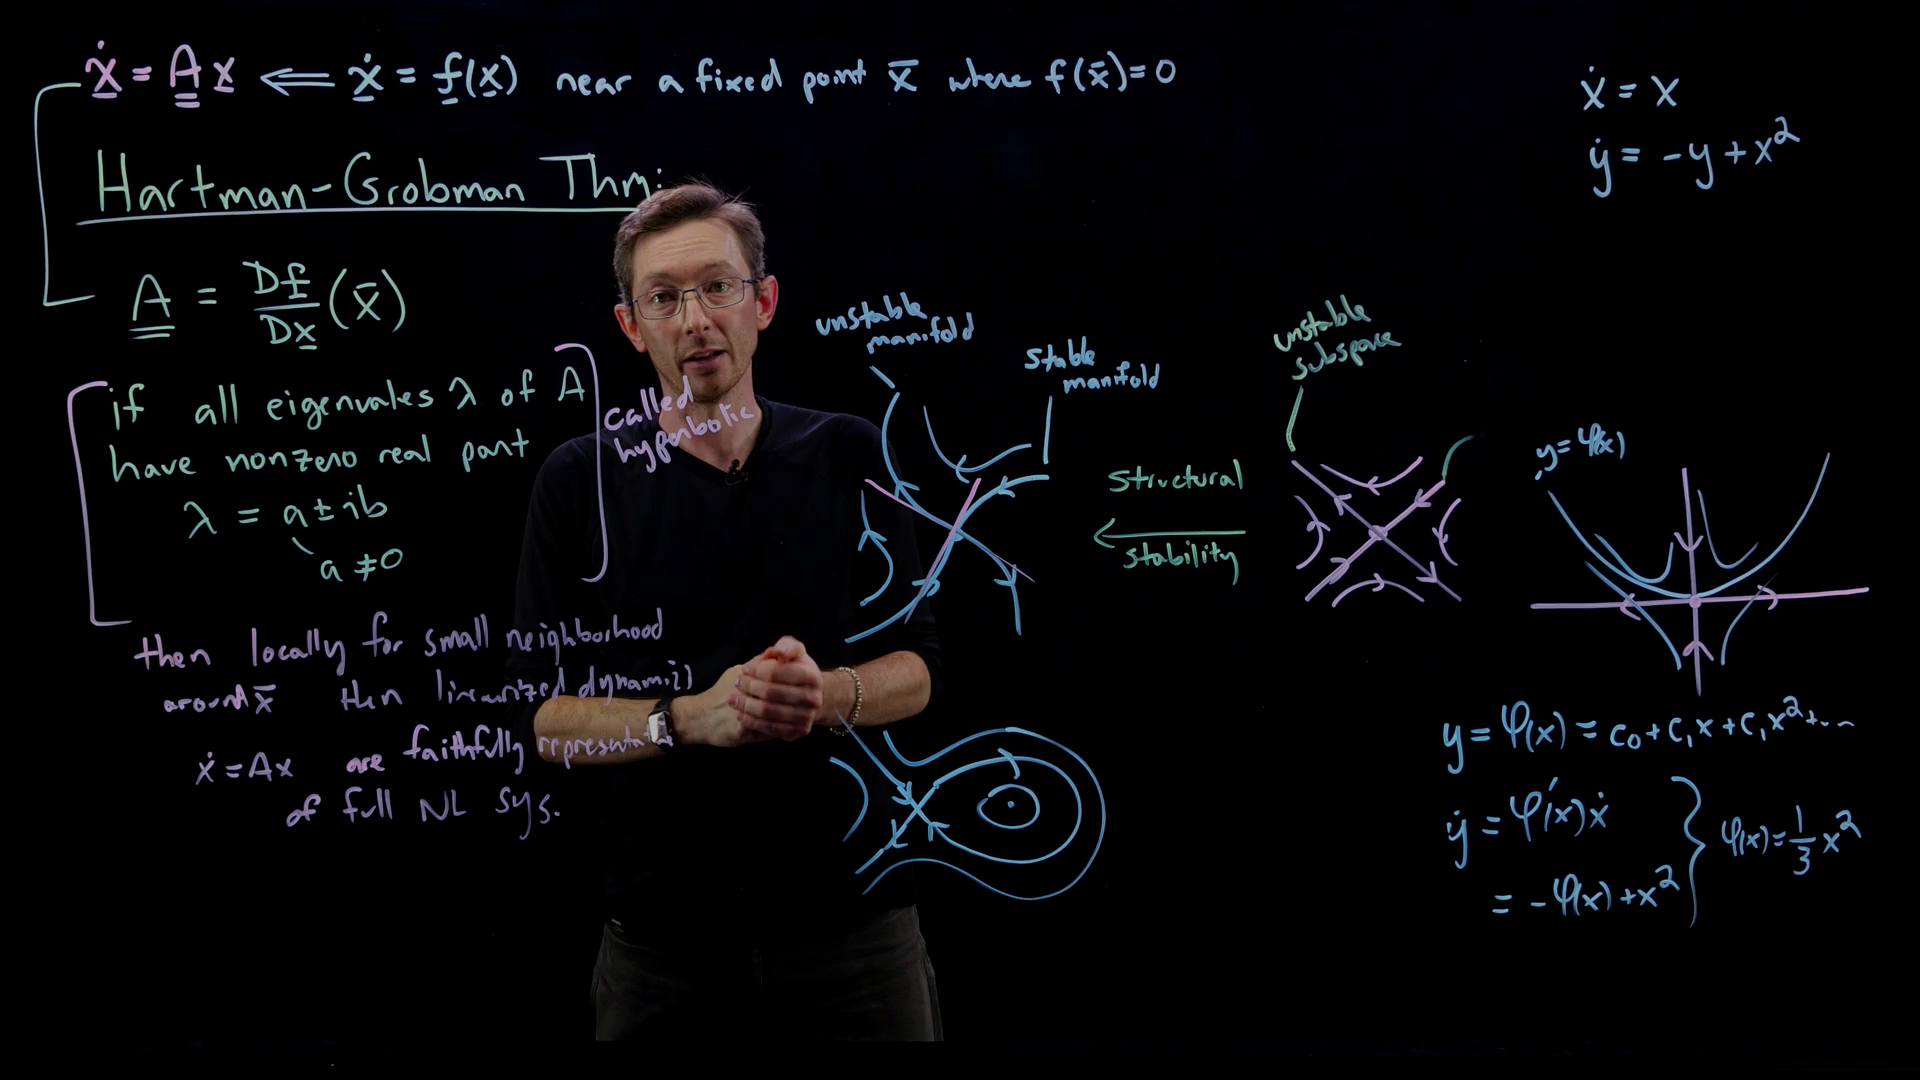 ẋ = A x ⟸ ẋ = f(x) near a fixed point x̄ where f(x̄)=0
Hartman-Grobman Thm:
A = Df/Dx (x̄)
if all eigenvales λ of A
have nonzero real part
λ = a ± ib
a ≠ 0
called
hyperbolic
then locally for small neighborhood
around x̄ then linearized dynamics
ẋ = Ax are faithfully representative
of full NL sys.
unstable
manifold
stable
manifold
structural
stability
unstable
subspace
ẋ = x
ẏ = -y + x²
y = φ(x)
y = φ(x) = c₀ + c₁x + c₁x² + ...
ẏ = φ'(x)ẋ
= -φ(x) + x²
φ(x) = 1/3 x²